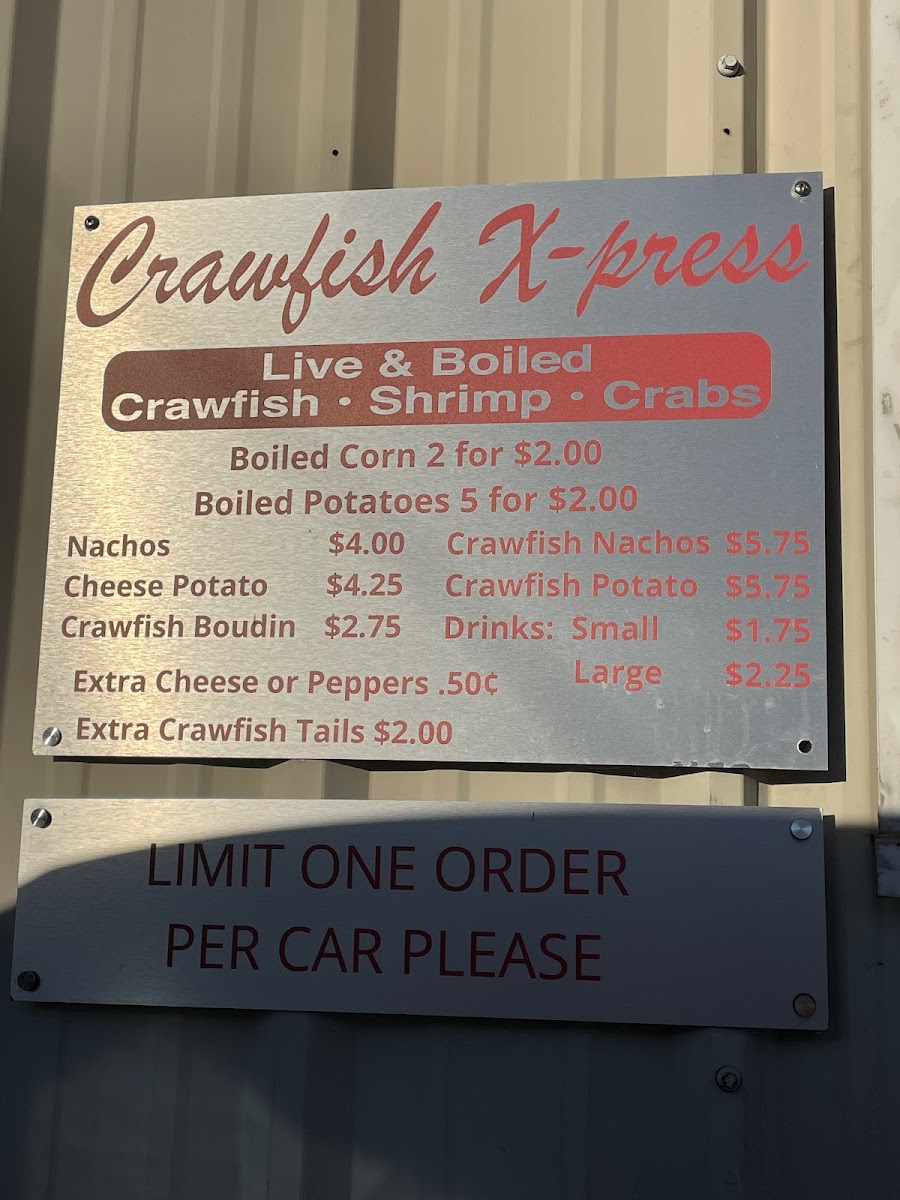 Crawfish X-press
Live & Boiled
Crawfish • Shrimp • Crabs
Boiled Corn 2 for $2.00
Boiled Potatoes 5 for $2.00
Nachos $4.00 Crawfish Nachos $5.75
Cheese Potato $4.25 Crawfish Potato $5.75
Crawfish Boudin $2.75 Drinks: Small $1.75
Large $2.25
Extra Cheese or Peppers .50¢
Extra Crawfish Tails $2.00
LIMIT ONE ORDER
PER CAR PLEASE